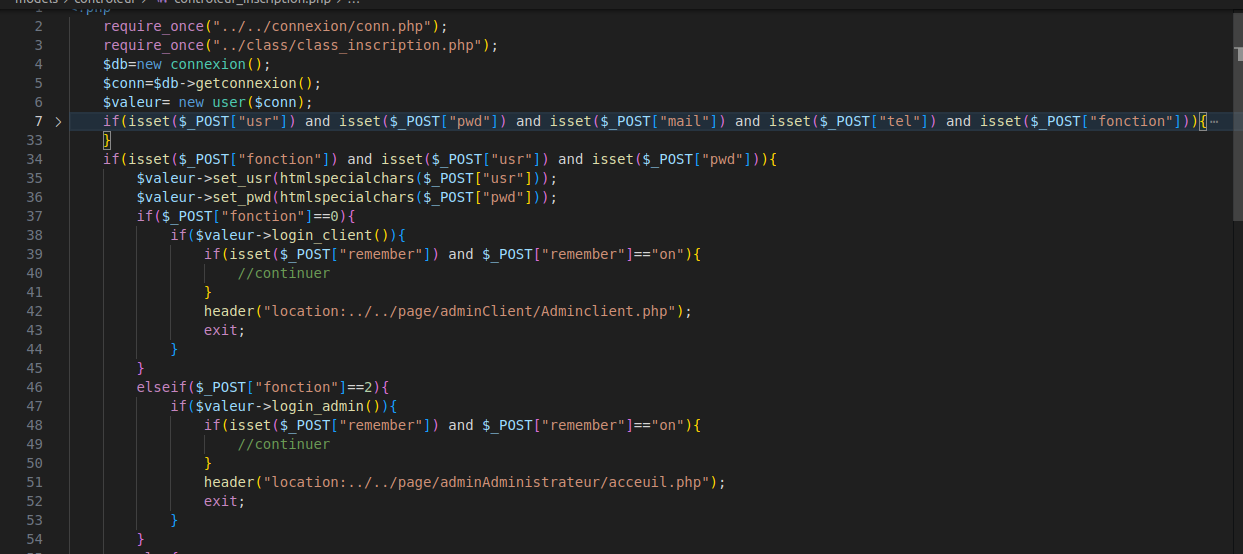 models > controleur > controleur_inscription.php > ...
<?php
2 require_once("../../connexion/conn.php");
3 require_once("../class/class_inscription.php");
4 $db=new connexion();
5 $conn=$db->getconnexion();
6 $valeur= new user($conn);
7 > if(isset($_POST["usr"]) and isset($_POST["pwd"]) and isset($_POST["mail"]) and isset($_POST["tel"]) and isset($_POST["fonction"])){…
33 }
34 if(isset($_POST["fonction"]) and isset($_POST["usr"]) and isset($_POST["pwd"])){
35 $valeur->set_usr(htmlspecialchars($_POST["usr"]));
36 $valeur->set_pwd(htmlspecialchars($_POST["pwd"]));
37 if($_POST["fonction"]==0){
38 if($valeur->login_client()){
39 if(isset($_POST["remember"]) and $_POST["remember"]=="on"){
40 //continuer
41 }
42 header("location:../../page/adminClient/Adminclient.php");
43 exit;
44 }
45 }
46 elseif($_POST["fonction"]==2){
47 if($valeur->login_admin()){
48 if(isset($_POST["remember"]) and $_POST["remember"]=="on"){
49 //continuer
50 }
51 header("location:../../page/adminAdministrateur/acceuil.php");
52 exit;
53 }
54 }